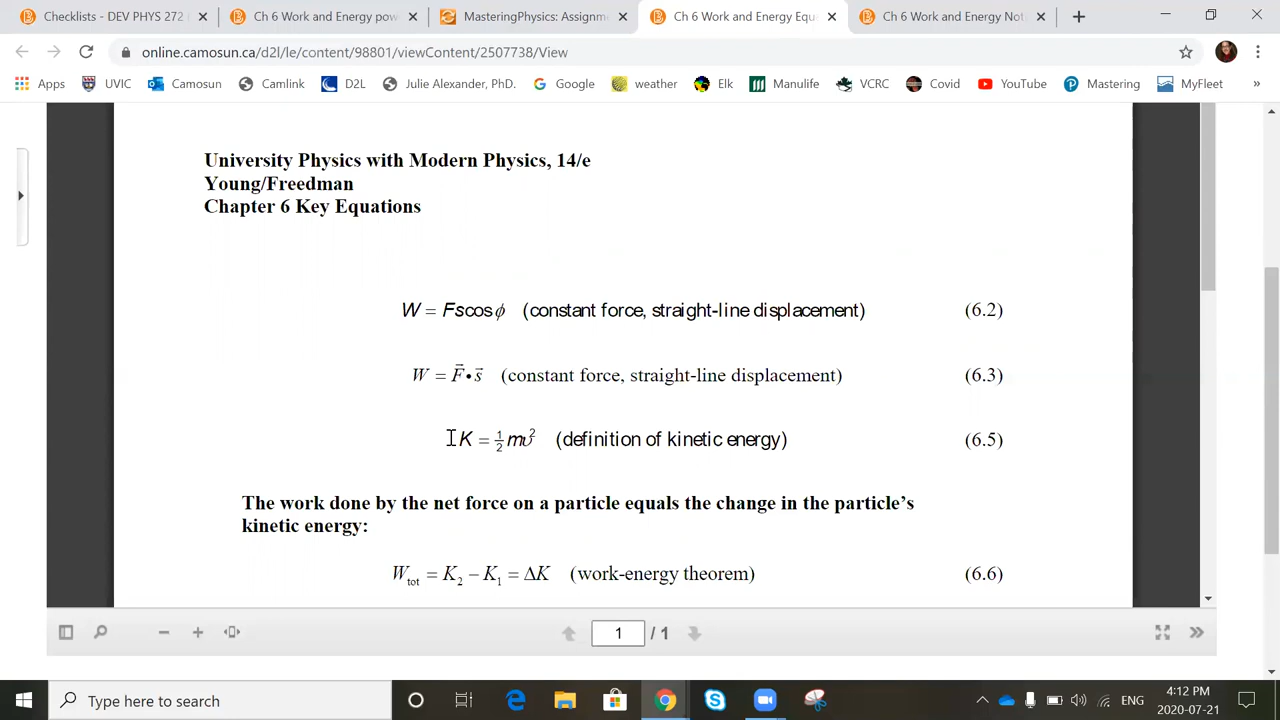 Checklists - DEV PHYS 272 (
Ch 6 Work and Energy pow
MasteringPhysics: Assignme
Ch 6 Work and Energy Equ
Ch 6 Work and Energy Not
online.camosun.ca/d2l/le/content/98801/viewContent/2507738/View
Apps UVIC Camosun Camlink D2L Julie Alexander, PhD. Google weather Elk Manulife VCRC Covid YouTube Mastering MyFleet »
University Physics with Modern Physics, 14/e
Young/Freedman
Chapter 6 Key Equations
W = Fs cos ϕ (constant force, straight-line displacement) (6.2)
W = F⃗ • s⃗ (constant force, straight-line displacement) (6.3)
K = ½ mυ² (definition of kinetic energy) (6.5)
The work done by the net force on a particle equals the change in the particle’s
kinetic energy:
W_tot = K₂ − K₁ = ΔK (work-energy theorem) (6.6)
1 / 1
Type here to search
ENG
4:12 PM
2020-07-21